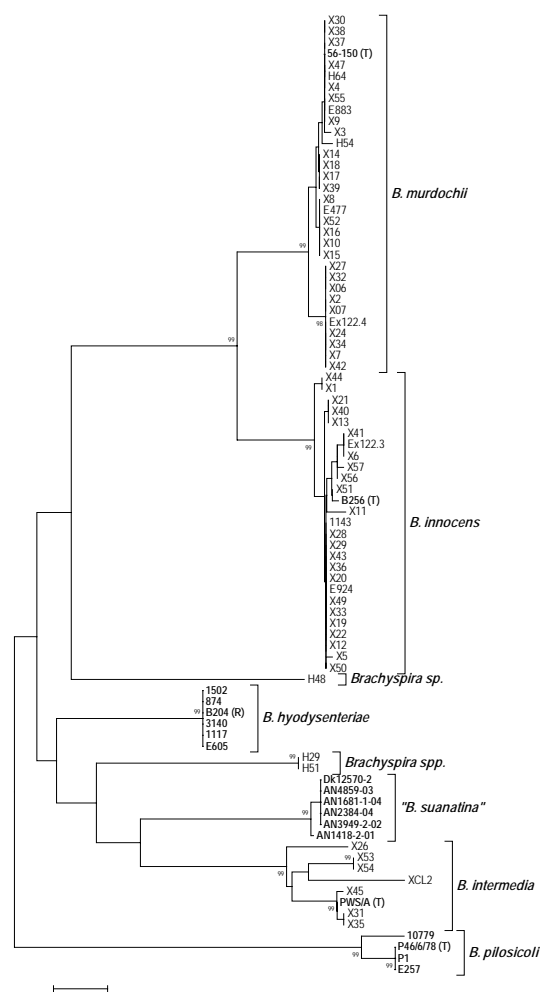 X30
X38
X37
56-150 (T)
X47
H64
X4
X55
E883
X9
X3
H54
X14
X18
X17
X39
X8
E477
X52
X16
X10
X15
B. murdochii
99
X27
X32
X06
X2
X07
98
Ex122.4
X24
X34
X7
X42
99
X44
X1
X21
X40
X13
99
X41
Ex122.3
X6
X57
X56
X51
B256 (T)
X11
1143
X28
X29
X43
X36
X20
E924
X49
X33
X19
X22
X12
X5
X50
B. innocens
H48
Brachyspira sp.
1502
874
99
B204 (R)
3140
1117
E605
B. hyodysenteriae
99
H29
H51
Brachyspira spp.
Dk12570-2
AN4859-03
AN1681-1-04
AN2384-04
AN3949-2-02
AN1418-2-01
99
"B. suanatina"
X26
99
X53
X54
99
XCL2
X45
99
PWS/A (T)
X31
X35
B. intermedia
10779
P46/6/78 (T)
99
P1
99
E257
B. pilosicoli